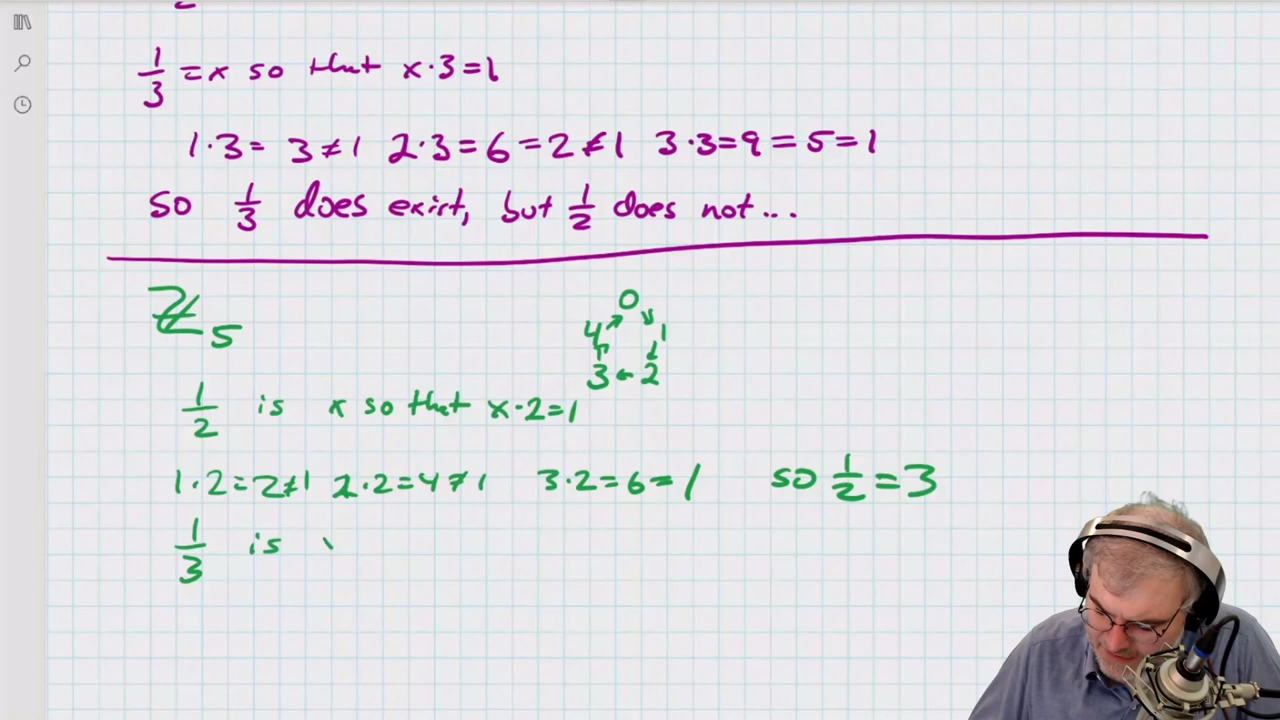 1/3 = x so that x·3=1
1·3= 3≠1 2·3=6=2≠1 3·3=9=5=1
so 1/3 does exist, but 1/2 does not...
ℤ₅
0
4 1
3 2
1/2 is x so that x·2=1
1·2=2≠1 2·2=4≠1 3·2=6=1 so 1/2=3
1/3 is